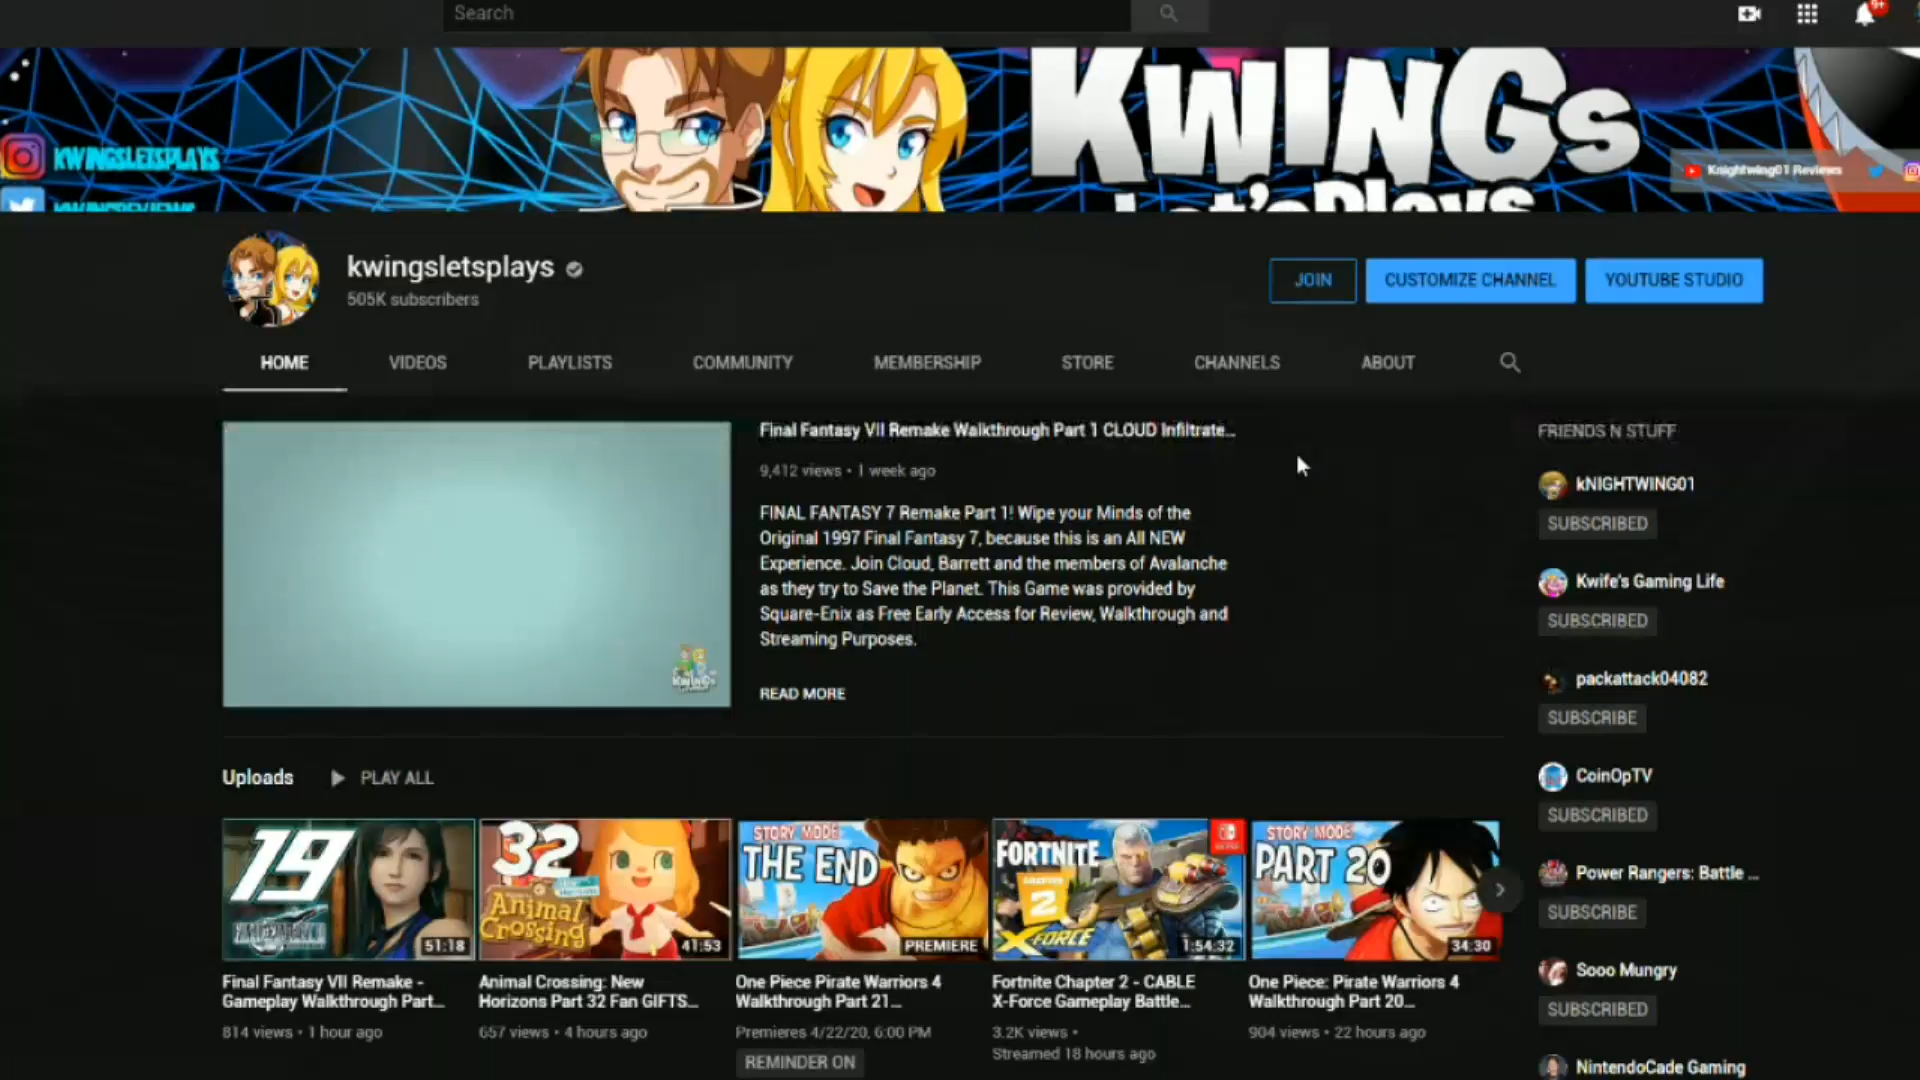 Search
9+
KWINGs
Let'sPlays
KWINGSLETSPLAYS
KWINGREVIEWS
Knightwing01 Reviews
kwingsletsplays
505K subscribers
JOIN
CUSTOMIZE CHANNEL
YOUTUBE STUDIO
HOME
VIDEOS
PLAYLISTS
COMMUNITY
MEMBERSHIP
STORE
CHANNELS
ABOUT
Final Fantasy VII Remake Walkthrough Part 1 CLOUD Infiltrate...
9,412 views • 1 week ago
FINAL FANTASY 7 Remake Part 1! Wipe your Minds of the
Original 1997 Final Fantasy 7, because this is an All NEW
Experience. Join Cloud, Barrett and the members of Avalanche
as they try to Save the Planet. This Game was provided by
Square-Enix as Free Early Access for Review, Walkthrough and
Streaming Purposes.
READ MORE
KWINGs
FRIENDS N STUFF
kNIGHTWING01
SUBSCRIBED
Kwife's Gaming Life
SUBSCRIBED
packattack04082
SUBSCRIBE
CoinOpTV
SUBSCRIBED
Power Rangers: Battle ...
SUBSCRIBE
Sooo Mungry
SUBSCRIBED
NintendoCade Gaming
Uploads
PLAY ALL
19
51:18
Final Fantasy VII Remake -
Gameplay Walkthrough Part...
814 views • 1 hour ago
32
Animal
Crossing
41:53
Animal Crossing: New
Horizons Part 32 Fan GIFTS...
657 views • 4 hours ago
STORY MODE
THE END
PREMIERE
One Piece Pirate Warriors 4
Walkthrough Part 21...
Premieres 4/22/20, 6:00 PM
REMINDER ON
FORTNITE
CHAPTER
2
X-FORCE
1:54:32
Fortnite Chapter 2 - CABLE
X-Force Gameplay Battle...
3.2K views •
Streamed 18 hours ago
STORY MODE
PART 20
34:30
One Piece: Pirate Warriors 4
Walkthrough Part 20...
904 views • 22 hours ago